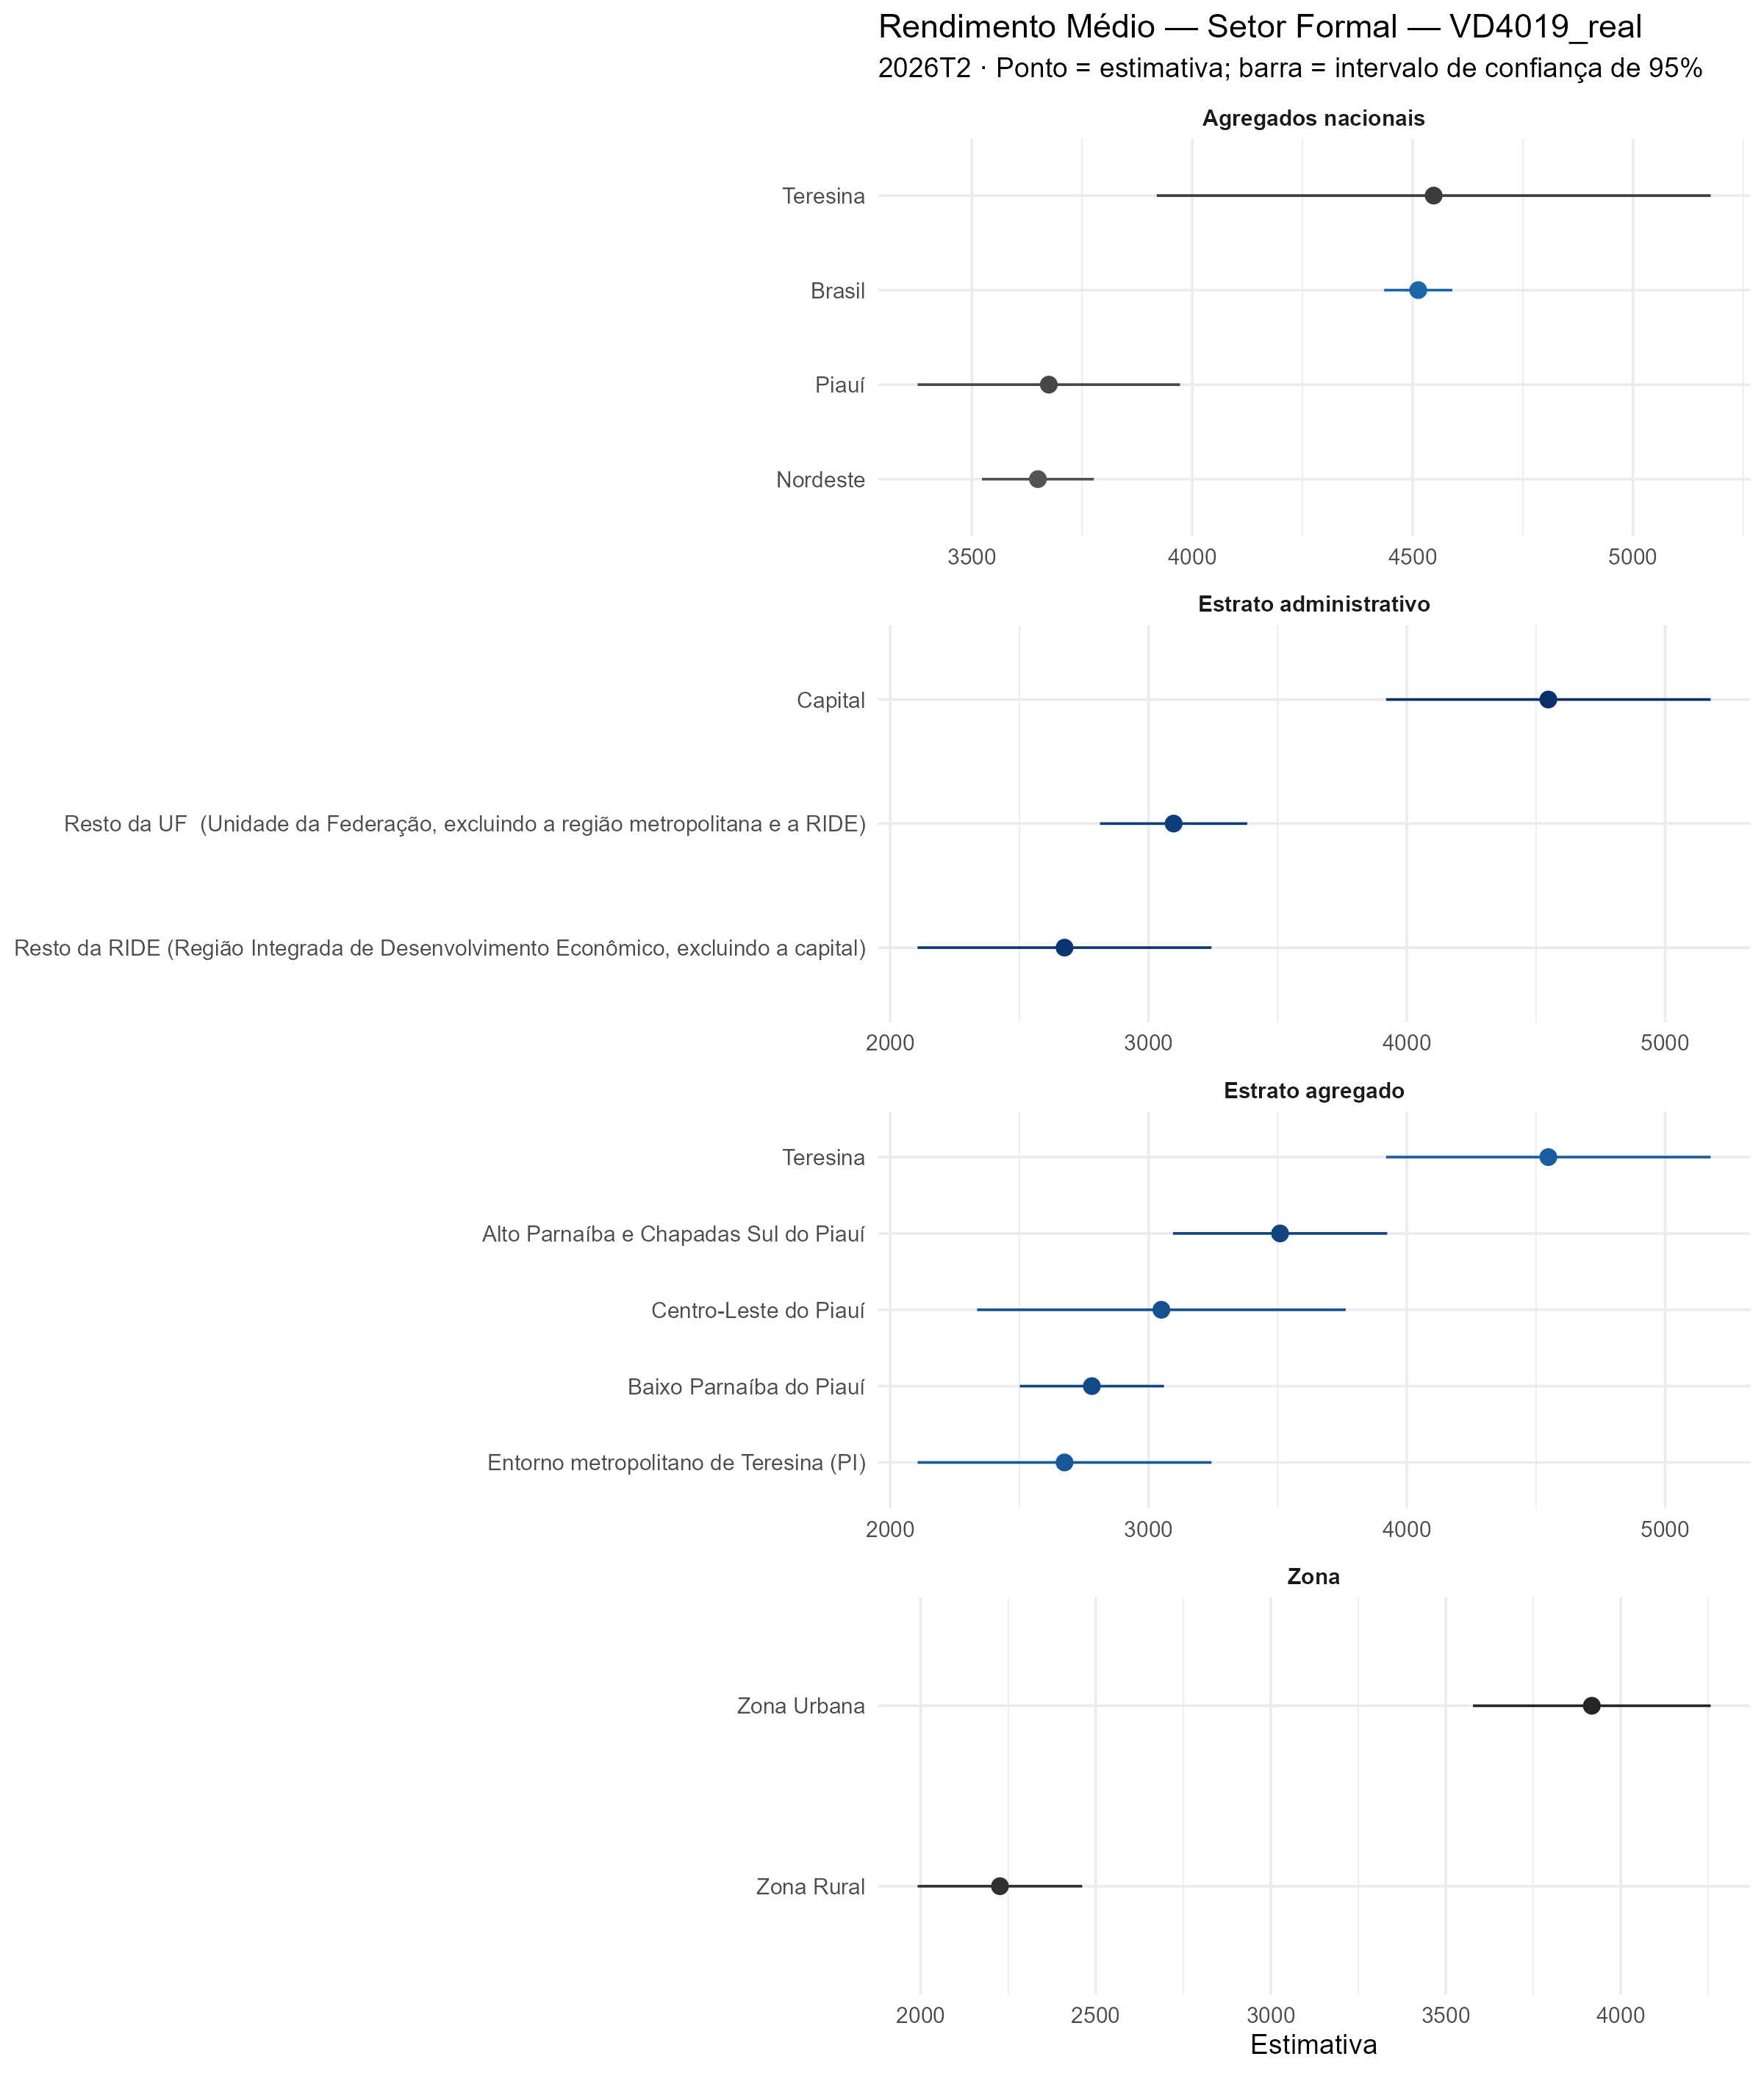 Rendimento Médio — Setor Formal — VD4019_real
2026T2 · Ponto = estimativa; barra = intervalo de confiança de 95%
Agregados nacionais
Teresina
Brasil
Piauí
Nordeste
3500 4000 4500 5000
Estrato administrativo
Capital
Resto da UF  (Unidade da Federação, excluindo a região metropolitana e a RIDE)
Resto da RIDE (Região Integrada de Desenvolvimento Econômico, excluindo a capital)
2000 3000 4000 5000
Estrato agregado
Teresina
Alto Parnaíba e Chapadas Sul do Piauí
Centro-Leste do Piauí
Baixo Parnaíba do Piauí
Entorno metropolitano de Teresina (PI)
2000 3000 4000 5000
Zona
Zona Urbana
Zona Rural
2000 2500 3000 3500 4000
Estimativa